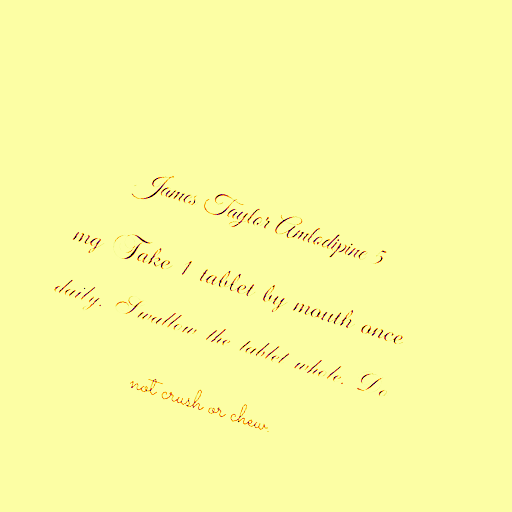 James Taylor Amlodipine 5
mg Take 1 tablet by mouth once
daily. Swallow the tablet whole. Do
not crush or chew.